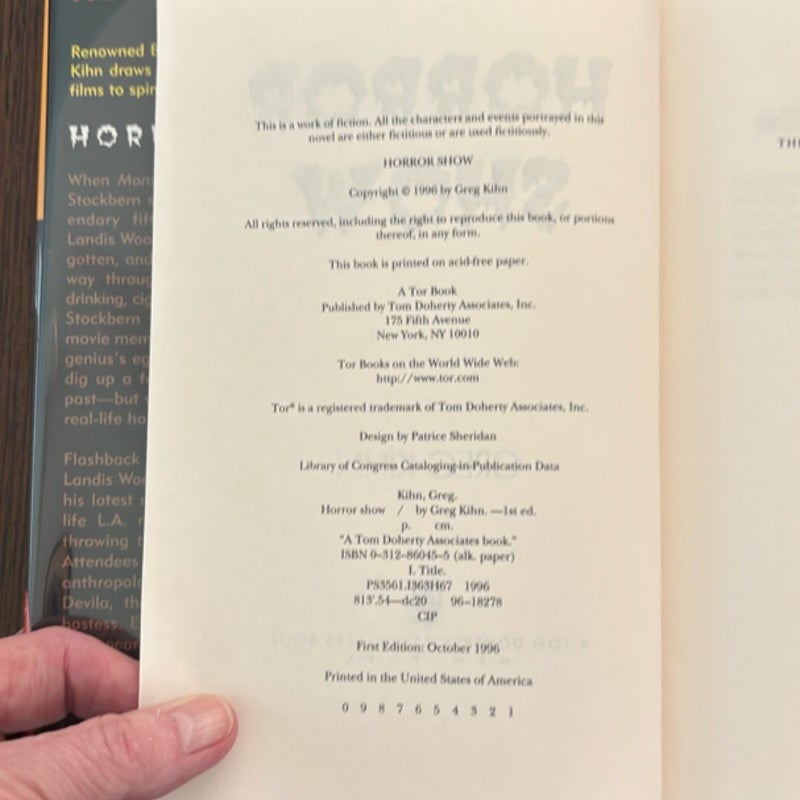 Renowned
Kihn draws
films to spin
HOR
When Mon
Stockbern
endary fift
Landis Woo
gotten, and
way throug
drinking, cig
Stockbern
movie mem
genius's eg
dig up a f
past—but
real-life ho
Flashback
Landis Woo
his latest
life L.A.
throwing
Attendees
anthropolo
Devila, th
hostess. E
This is a work of fiction. All the characters and events portrayed in this
novel are either fictitious or are used fictitiously.
HORROR SHOW
Copyright © 1996 by Greg Kihn
All rights reserved, including the right to reproduce this book, or portions
thereof, in any form.
This book is printed on acid-free paper.
A Tor Book
Published by Tom Doherty Associates, Inc.
175 Fifth Avenue
New York, NY 10010
Tor Books on the World Wide Web:
http://www.tor.com
Tor® is a registered trademark of Tom Doherty Associates, Inc.
Design by Patrice Sheridan
Library of Congress Cataloging-in-Publication Data
Kihn, Greg.
Horror show / by Greg Kihn. —1st ed.
p. cm.
"A Tom Doherty Associates book."
ISBN 0–312–86045–5 (alk. paper)
I. Title.
PS3561.I363H67 1996
813'.54—dc20 96–18278
CIP
First Edition: October 1996
Printed in the United States of America
0 9 8 7 6 5 4 3 2 1
TH